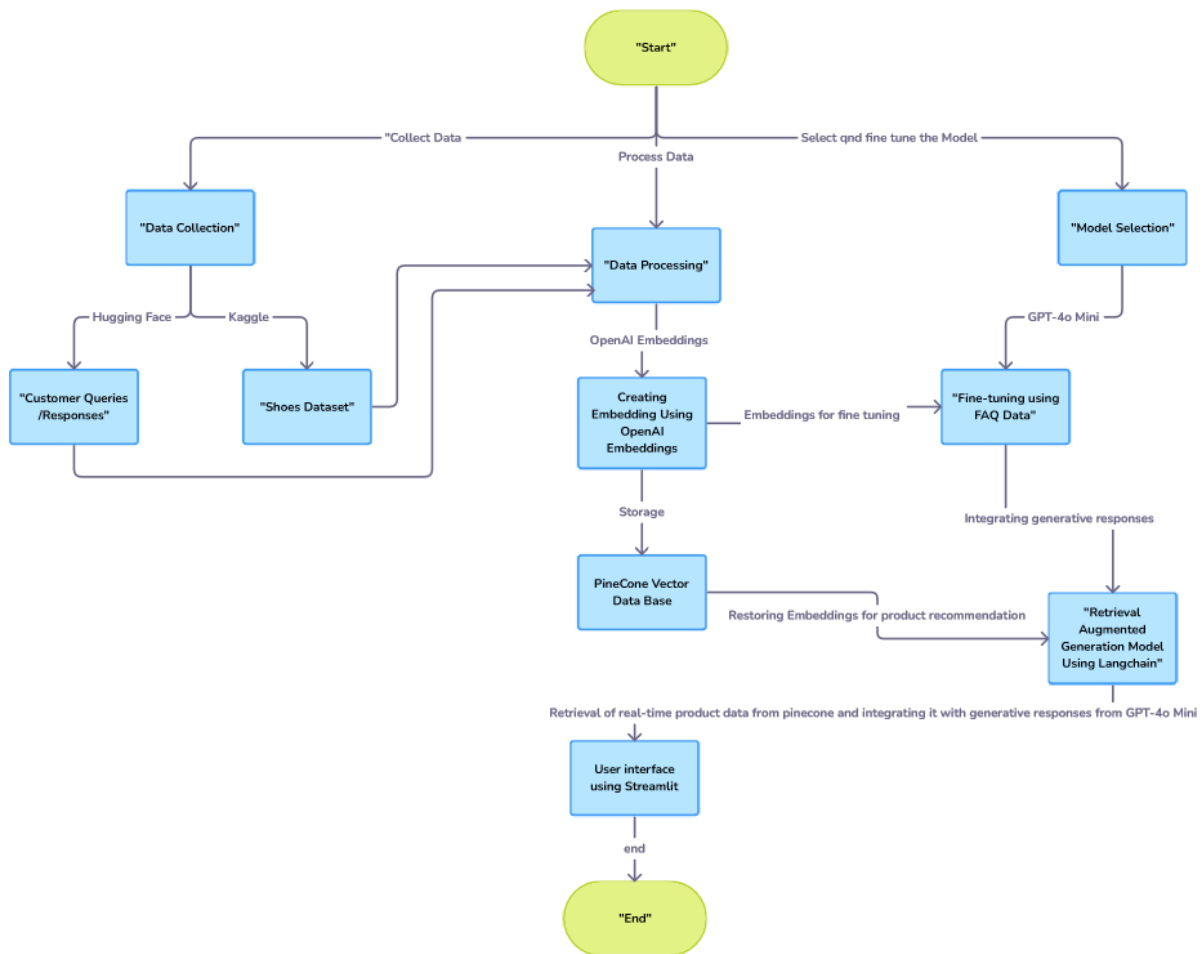 "Start"
"Collect Data
Select qnd fine tune the Model
Process Data
"Data Collection"
"Model Selection"
"Data Processing"
Hugging Face
Kaggle
GPT-4o Mini
OpenAI Embeddings
"Customer Queries
/Responses"
"Shoes Dataset"
Creating
Embedding Using
OpenAI
Embeddings
Embeddings for fine tuning
"Fine-tuning using
FAQ Data"
Storage
Integrating generative responses
PineCone Vector
Data Base
Restoring Embeddings for product recommendation
"Retrieval
Augmented
Generation Model
Using Langchain"
Retrieval of real-time product data from pinecone and integrating it with generative responses from GPT-4o Mini
User interface
using Streamlit
end
"End"